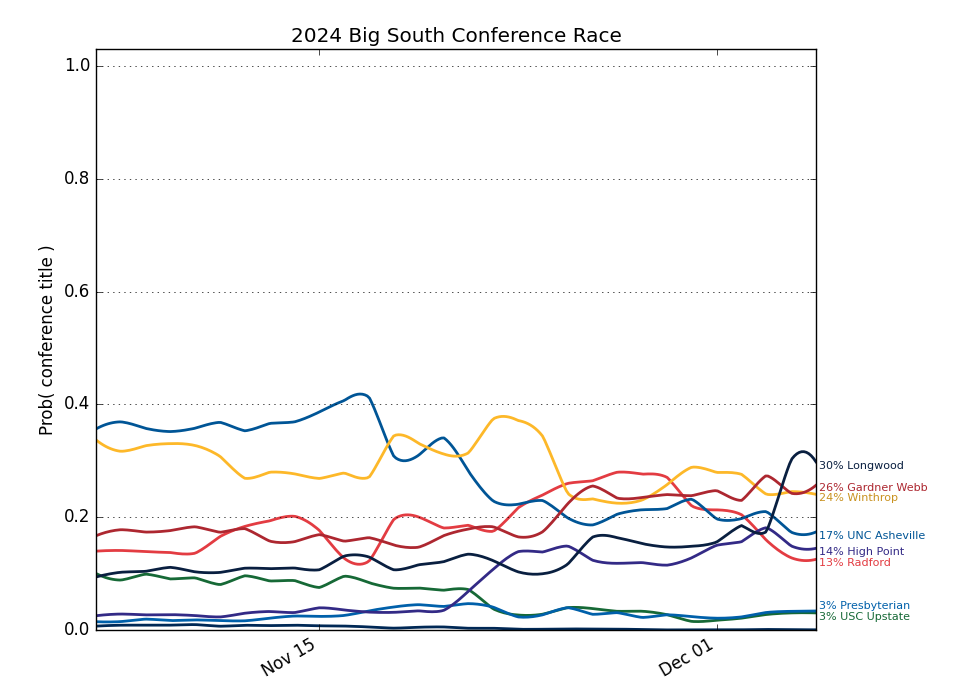 2024 Big South Conference Race
Prob( conference title )
1.0
0.8
0.6
0.4
0.2
0.0
Nov 15
Dec 01
30% Longwood
26% Gardner Webb
24% Winthrop
17% UNC Asheville
14% High Point
13% Radford
3% Presbyterian
3% USC Upstate